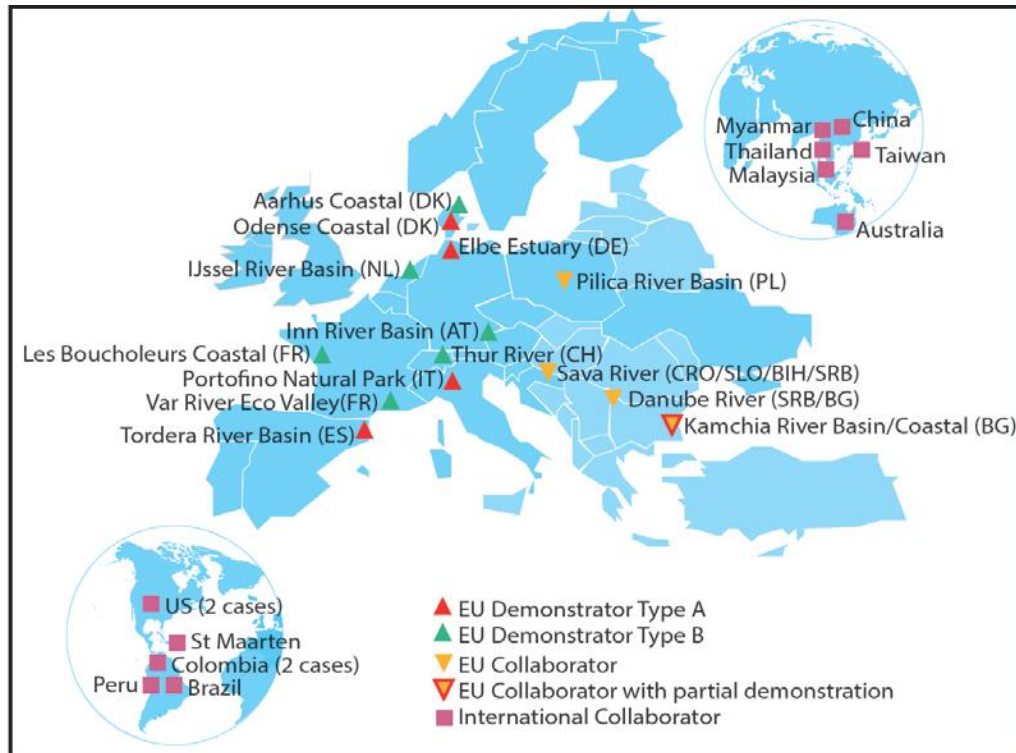 Myanmar
China
Thailand
Taiwan
Malaysia
Australia
Aarhus Coastal (DK)
Odense Coastal (DK)
Elbe Estuary (DE)
IJssel River Basin (NL)
Pilica River Basin (PL)
Inn River Basin (AT)
Les Boucholeurs Coastal (FR)
Thur River (CH)
Portofino Natural Park (IT)
Sava River (CRO/SLO/BIH/SRB)
Var River Eco Valley(FR)
Danube River (SRB/BG)
Tordera River Basin (ES)
Kamchia River Basin/Coastal (BG)
US (2 cases)
St Maarten
Colombia (2 cases)
Peru
Brazil
EU Demonstrator Type A
EU Demonstrator Type B
EU Collaborator
EU Collaborator with partial demonstration
International Collaborator